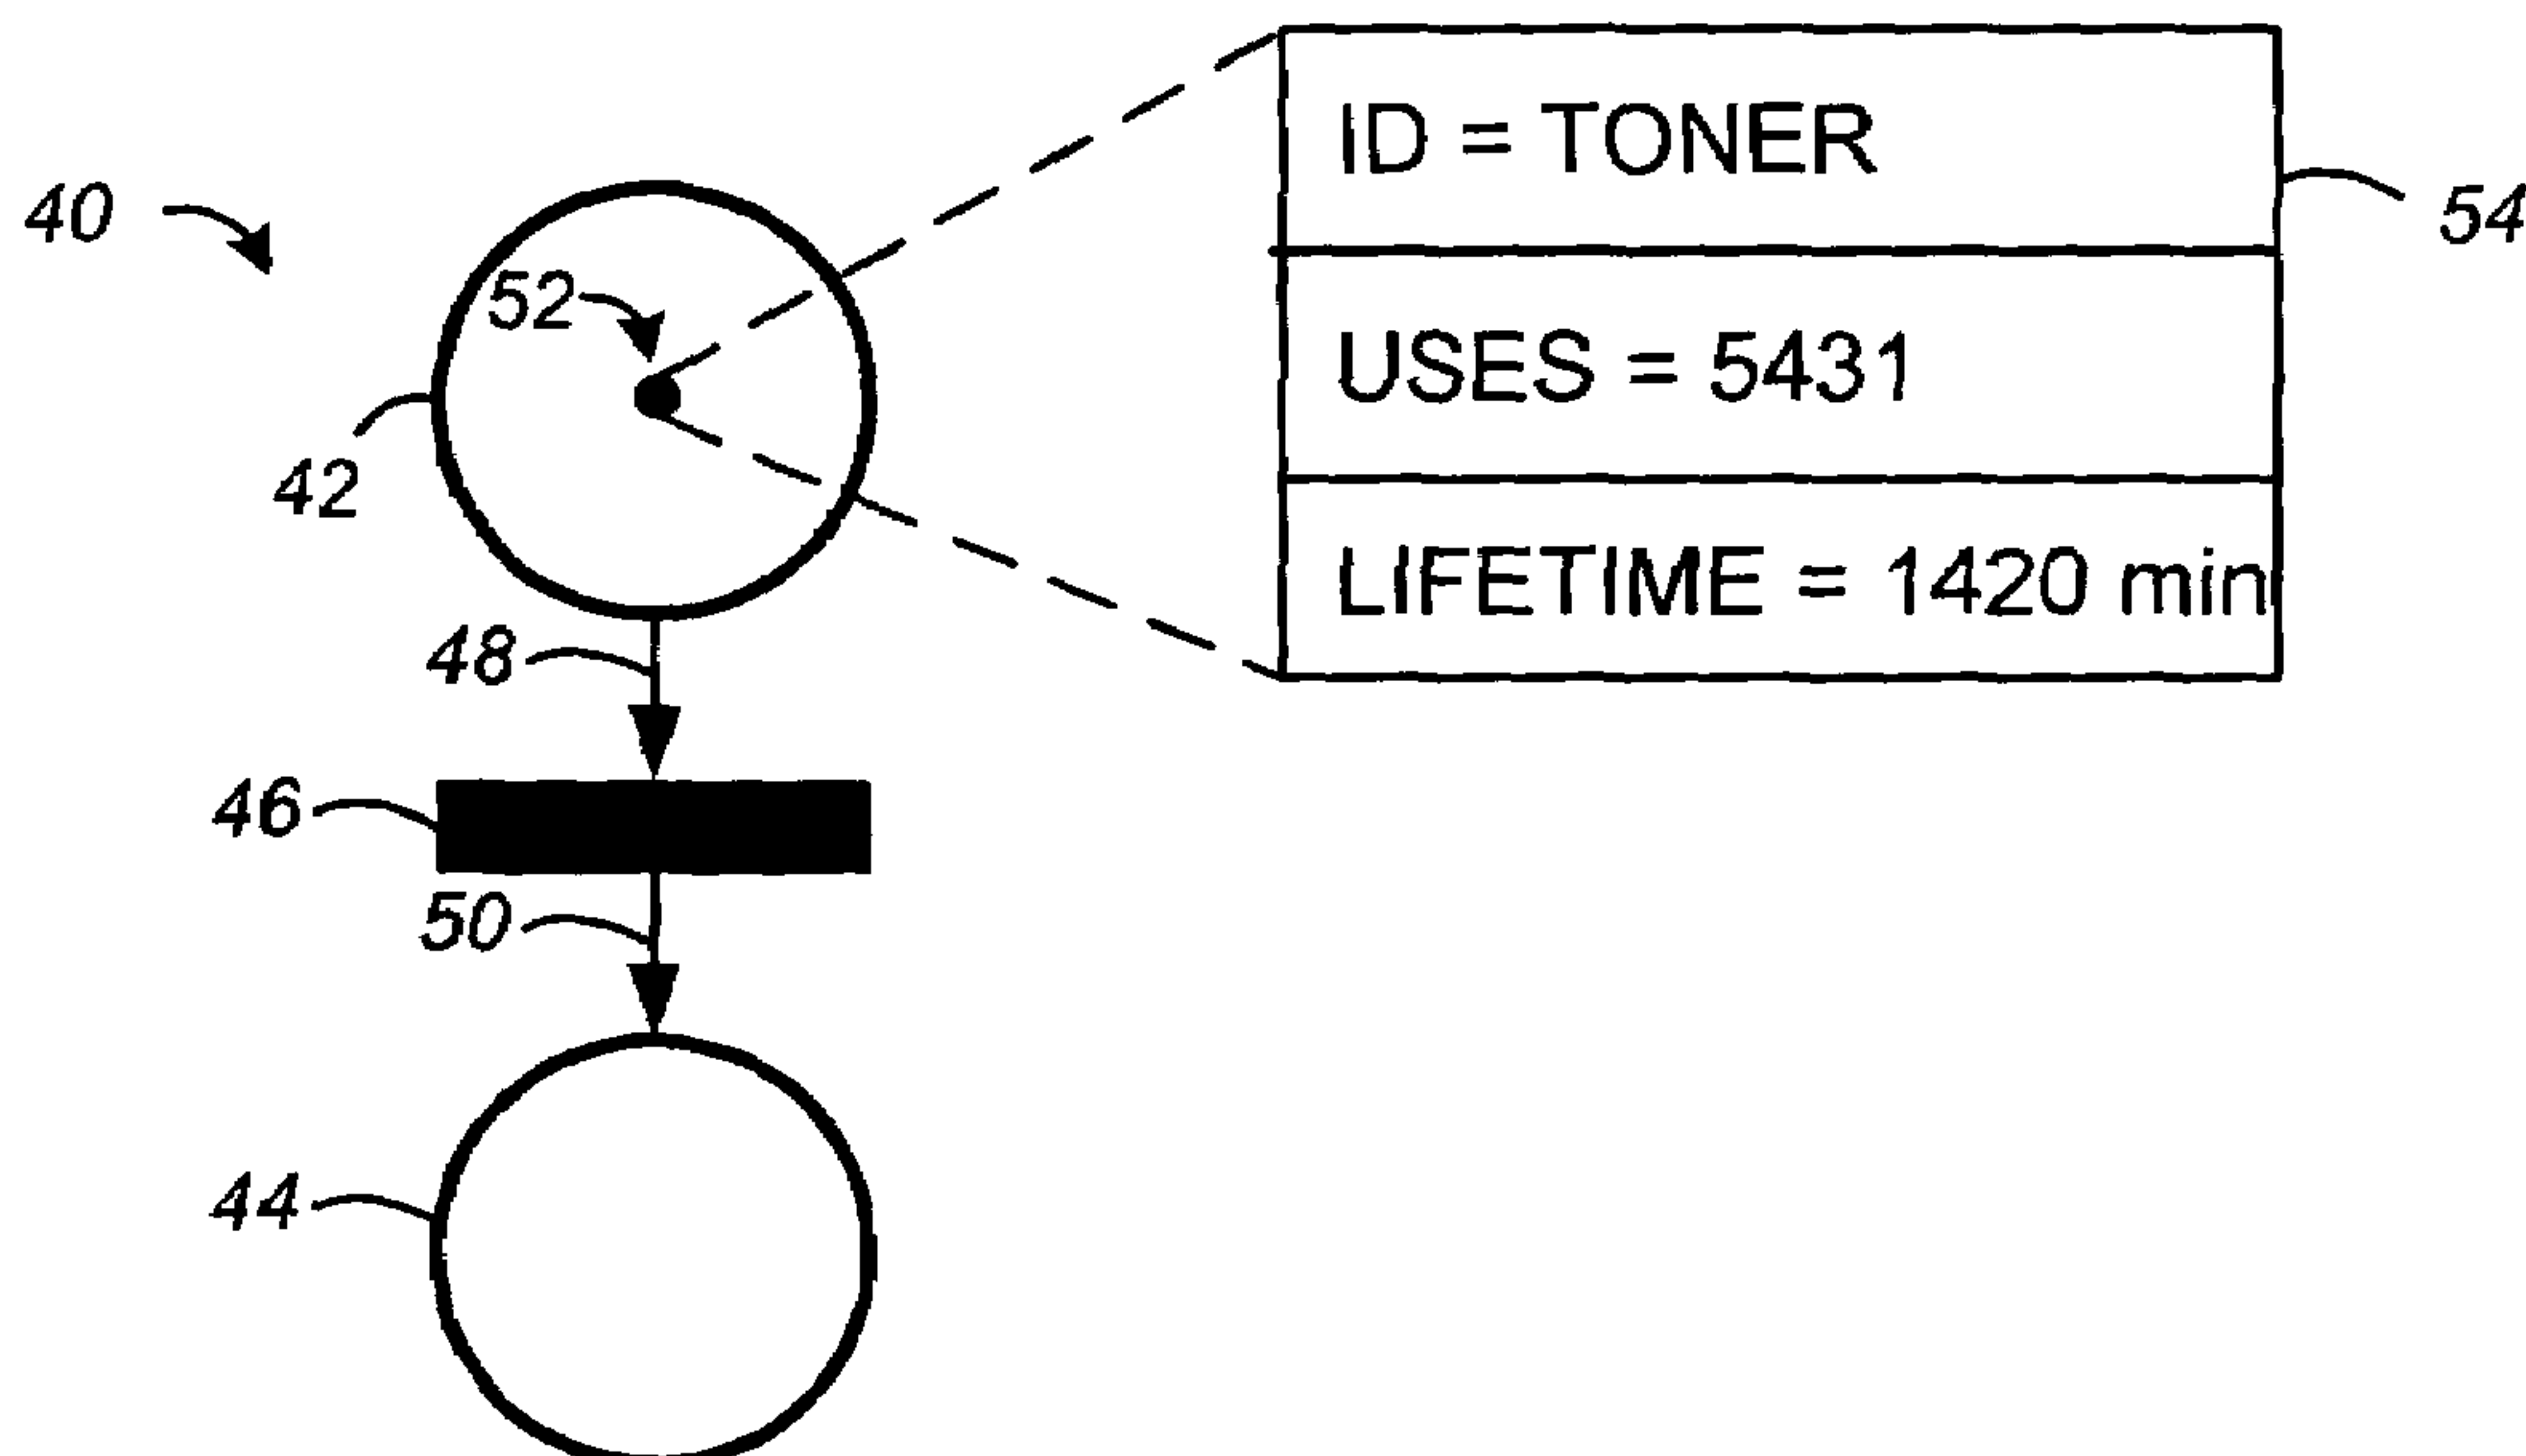 ID = TONER
40
54
52
USES = 5431
42
LIFETIME = 1420 min
48
46
50
44